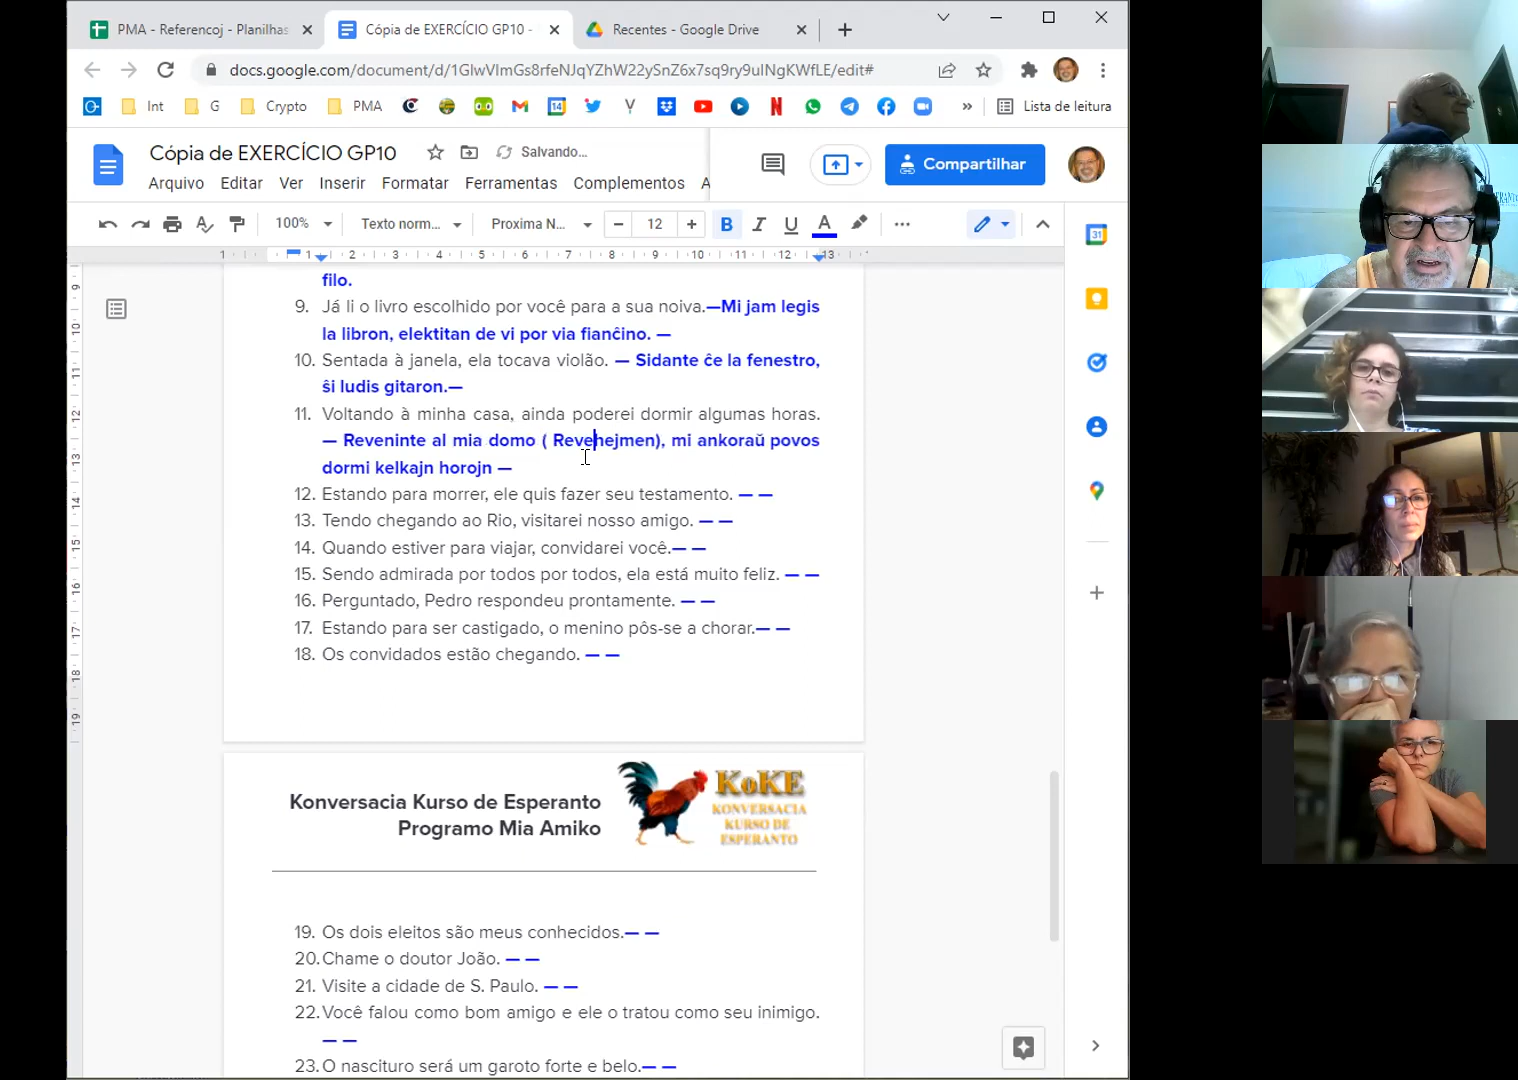 PMA - Referencoj - Planilhas
Cópia de EXERCÍCIO GP10 -
Recentes - Google Drive
docs.google.com/document/d/1GIwVImGs8rfeNJqYZhW22ySnZ6x7sq9ry9uINgKWfLE/edit#
Int
G
Crypto
PMA
Lista de leitura
Cópia de EXERCÍCIO GP10
Salvando...
Arquivo Editar Ver Inserir Formatar Ferramentas Complementos A
Compartilhar
100% Texto norm... Proxima N... 12 B I U A
filo.
9. Já li o livro escolhido por você para a sua noiva.—Mi jam legis
la libron, elektitan de vi por via fianĉino. —
10. Sentada à janela, ela tocava violão. — Sidante ĉe la fenestro,
ŝi ludis gitaron.—
11. Voltando à minha casa, ainda poderei dormir algumas horas.
— Reveninte al mia domo ( Revehejmen), mi ankoraŭ povos
dormi kelkajn horojn —
12. Estando para morrer, ele quis fazer seu testamento. — —
13. Tendo chegando ao Rio, visitarei nosso amigo. — —
14. Quando estiver para viajar, convidarei você.— —
15. Sendo admirada por todos por todos, ela está muito feliz. — —
16. Perguntado, Pedro respondeu prontamente. — —
17. Estando para ser castigado, o menino pôs-se a chorar.— —
18. Os convidados estão chegando. — —
Konversacia Kurso de Esperanto
Programo Mia Amiko
KoKE
KONVERSACIA
KURSO DE
ESPERANTO
19. Os dois eleitos são meus conhecidos.— —
20. Chame o doutor João. — —
21. Visite a cidade de S. Paulo. — —
22. Você falou como bom amigo e ele o tratou como seu inimigo.
— —
23. O nascituro será um garoto forte e belo.— —